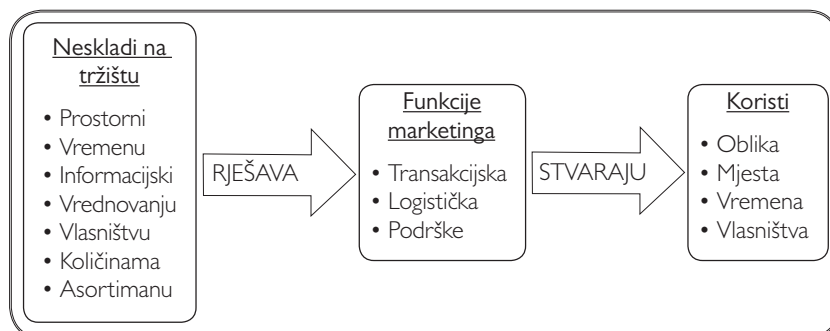 Neskladi na
tržištu
• Prostorni
• Vremenu
• Informacijski
• Vrednovanju
• Vlasništvu
• Količinama
• Asortimanu
RJEŠAVA
Funkcije
marketinga
• Transakcijska
• Logistička
• Podrške
STVARAJU
Koristi
• Oblika
• Mjesta
• Vremena
• Vlasništva